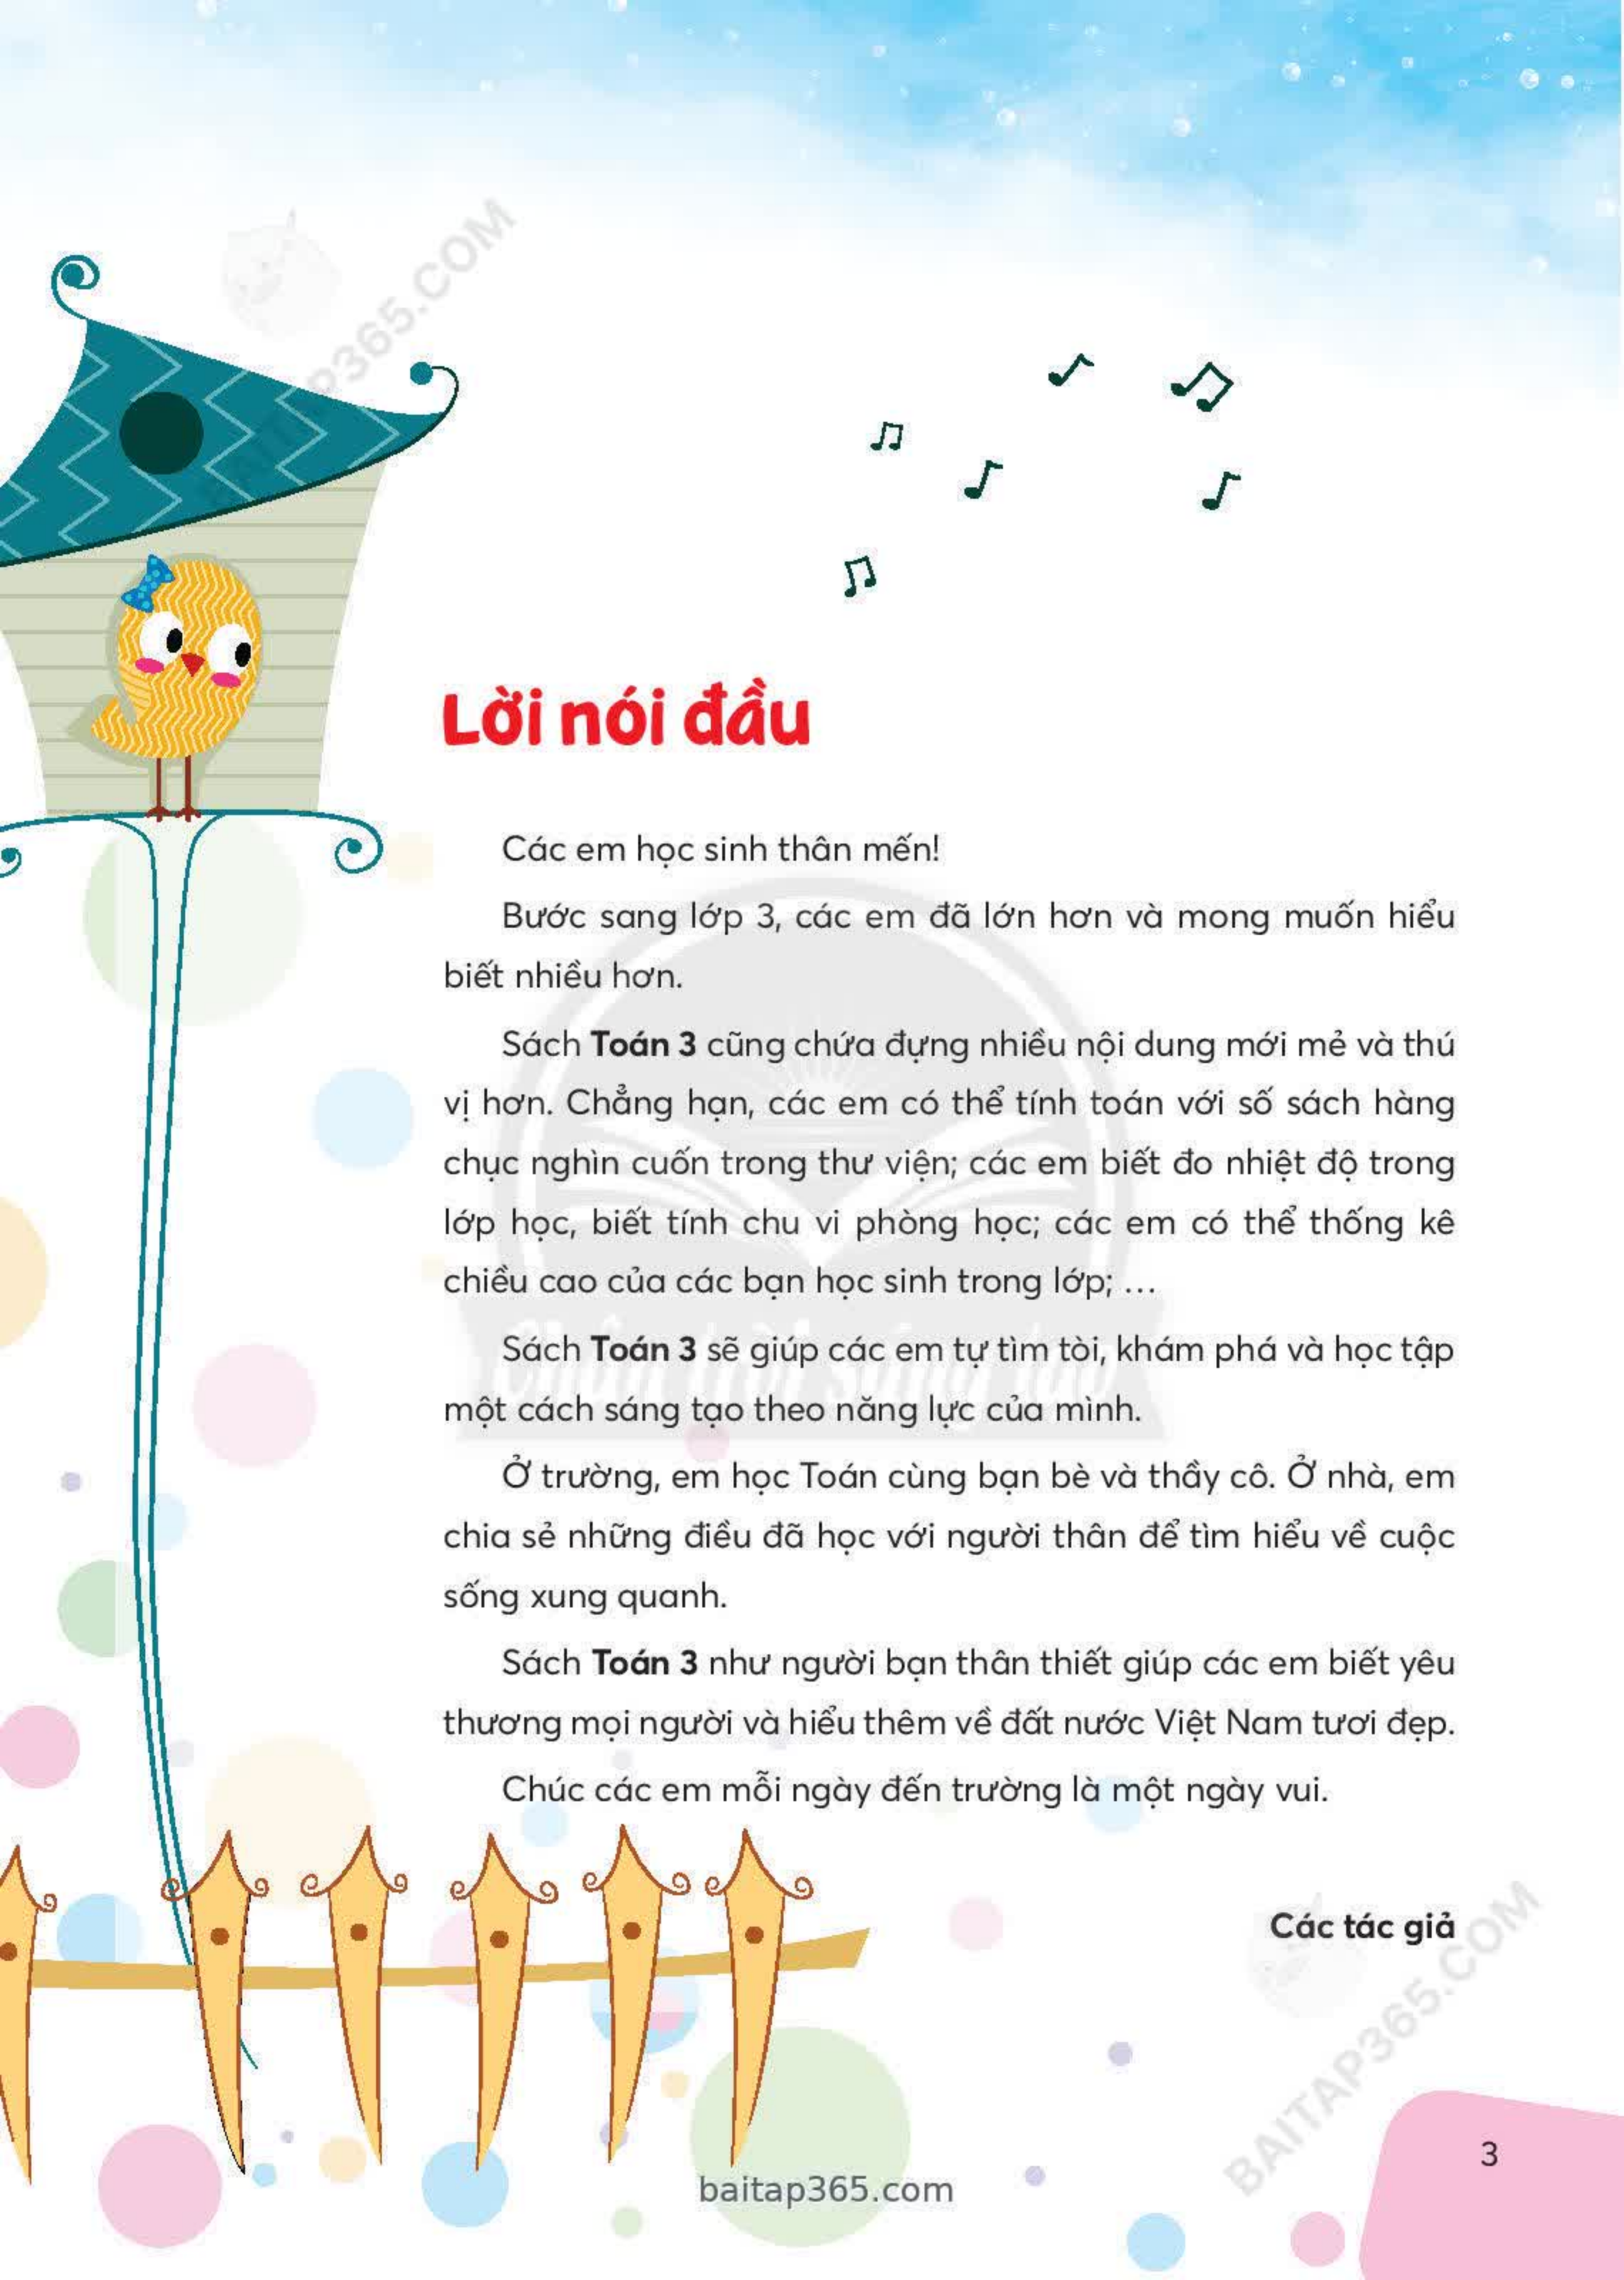 BAITAP365.COM
Lời nói đầu
Các em học sinh thân mến!
Bước sang lớp 3, các em đã lớn hơn và mong muốn hiểu
biết nhiều hơn.
Sách Toán 3 cũng chứa đựng nhiều nội dung mới mẻ và thú
vị hơn. Chẳng hạn, các em có thể tính toán với số sách hàng
chục nghìn cuốn trong thư viện; các em biết đo nhiệt độ trong
lớp học, biết tính chu vi phòng học; các em có thể thống kê
chiều cao của các bạn học sinh trong lớp; ...
Sách Toán 3 sẽ giúp các em tự tìm tòi, khám phá và học tập
một cách sáng tạo theo năng lực của mình.
Chân trời sáng tạo
Ở trường, em học Toán cùng bạn bè và thầy cô. Ở nhà, em
chia sẻ những điều đã học với người thân để tìm hiểu về cuộc
sống xung quanh.
Sách Toán 3 như người bạn thân thiết giúp các em biết yêu
thương mọi người và hiểu thêm về đất nước Việt Nam tươi đẹp.
Chúc các em mỗi ngày đến trường là một ngày vui.
Các tác giả
BAITAP365.COM
3
baitap365.com